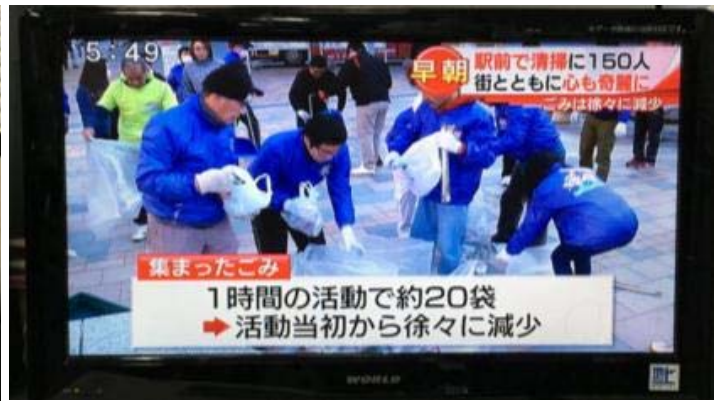 5:49
早朝
駅前で清掃に150人
街とともに心も奇麗に
ごみは徐々に減少
集まったごみ
1時間の活動で約20袋
➡活動当初から徐々に減少
WORLD